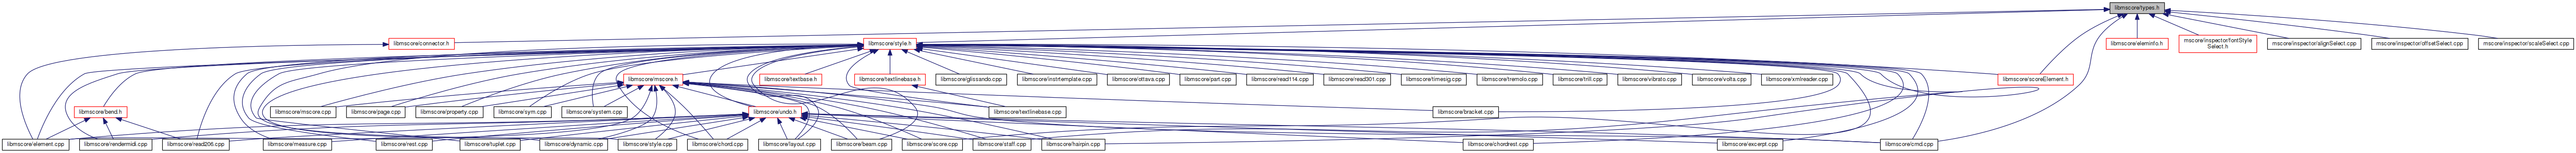 libmscore/types.h
libmscore/connector.h
libmscore/style.h
libmscore/eleminfo.h
mscore/inspector/fontStyle
Select.h
mscore/inspector/alignSelect.cpp
mscore/inspector/offsetSelect.cpp
mscore/inspector/scaleSelect.cpp
libmscore/mscore.h
libmscore/textbase.h
libmscore/textlinebase.h
libmscore/glissando.cpp
libmscore/instrtemplate.cpp
libmscore/ottava.cpp
libmscore/part.cpp
libmscore/read114.cpp
libmscore/read301.cpp
libmscore/timesig.cpp
libmscore/tremolo.cpp
libmscore/trill.cpp
libmscore/vibrato.cpp
libmscore/volta.cpp
libmscore/xmlreader.cpp
libmscore/scoreElement.h
libmscore/bend.h
libmscore/mscore.cpp
libmscore/page.cpp
libmscore/property.cpp
libmscore/sym.cpp
libmscore/system.cpp
libmscore/undo.h
libmscore/textlinebase.cpp
libmscore/bracket.cpp
libmscore/element.cpp
libmscore/rendermidi.cpp
libmscore/read206.cpp
libmscore/measure.cpp
libmscore/rest.cpp
libmscore/tuplet.cpp
libmscore/dynamic.cpp
libmscore/style.cpp
libmscore/chord.cpp
libmscore/layout.cpp
libmscore/beam.cpp
libmscore/score.cpp
libmscore/staff.cpp
libmscore/hairpin.cpp
libmscore/chordrest.cpp
libmscore/excerpt.cpp
libmscore/cmd.cpp